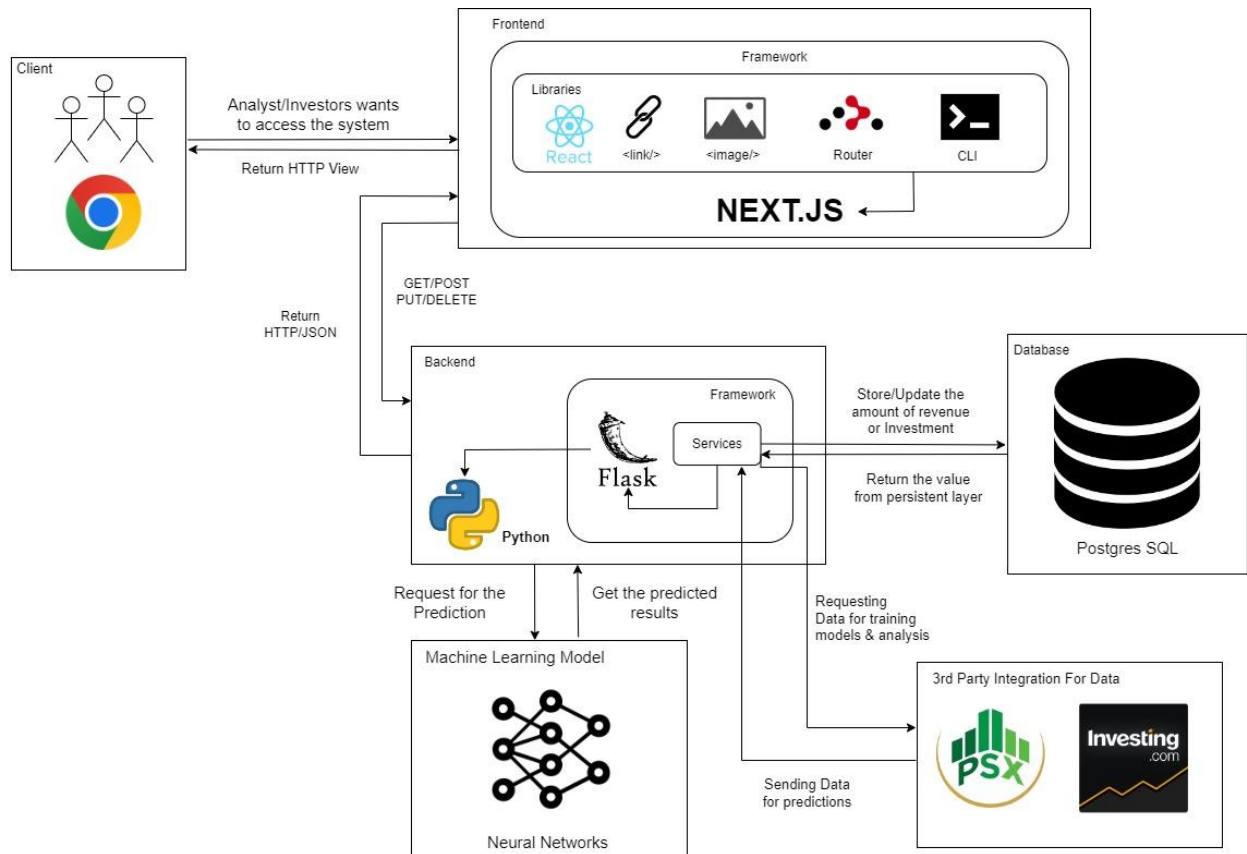 Frontend
Framework
Client
Libraries
React
<link/>
<image/>
Router
CLI
NEXT.JS
Analyst/Investors wants
to access the system
Return HTTP View
GET/POST
PUT/DELETE
Return
HTTP/JSON
Backend
Framework
Services
Flask
Python
Database
Postgres SQL
Store/Update the
amount of revenue
or Investment
Return the value
from persistent layer
Request for the
Prediction
Get the predicted
results
Requesting
Data for training
models & analysis
Machine Learning Model
Neural Networks
3rd Party Integration For Data
PSX
Investing
.com
Sending Data
for predictions